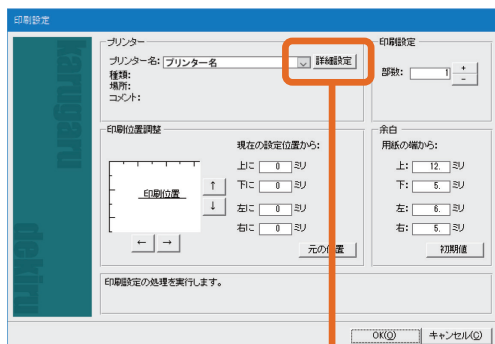 印刷設定
karugaru
dekiru
プリンター
プリンター名: プリンター名 詳細設定
種類:
場所:
コメント:
印刷設定
部数: 1 + -
印刷位置調整
現在の設定位置から:
印刷位置
↑
↓
← →
上に 0 ミリ
下に 0 ミリ
左に 0 ミリ
右に 0 ミリ
余白
用紙の端から:
上: 12. ミリ
下: 5. ミリ
左: 6. ミリ
右: 5. ミリ
初期値
印刷設定の処理を実行します。
OK(O) キャンセル(C)